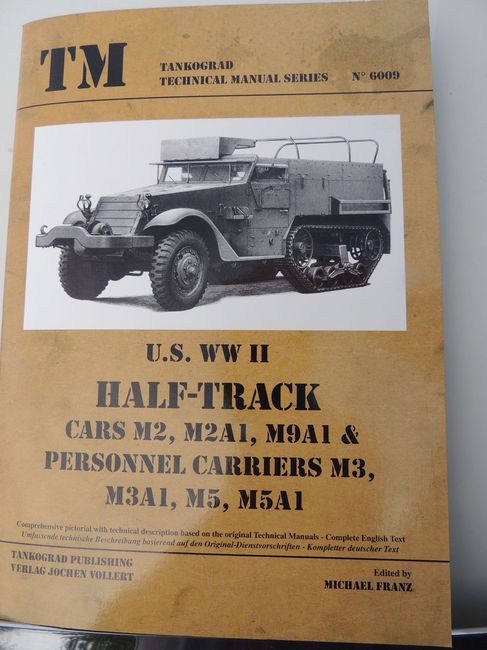 TM
TANKOGRAD
TECHNICAL MANUAL SERIES N° 6009
U.S. WW II
HALF-TRACK
CARS M2, M2A1, M9A1 &
PERSONNEL CARRIERS M3,
M3A1, M5, M5A1
Comprehensive pictorial with technical description based on the original Technical Manuals - Complete English Text
Umfassende technische Beschreibung basierend auf den Original-Dienstvorschriften - Kompletter deutscher Text
TANKOGRAD PUBLISHING
VERLAG JOCHEN VOLLERT
Edited by
MICHAEL FRANZ